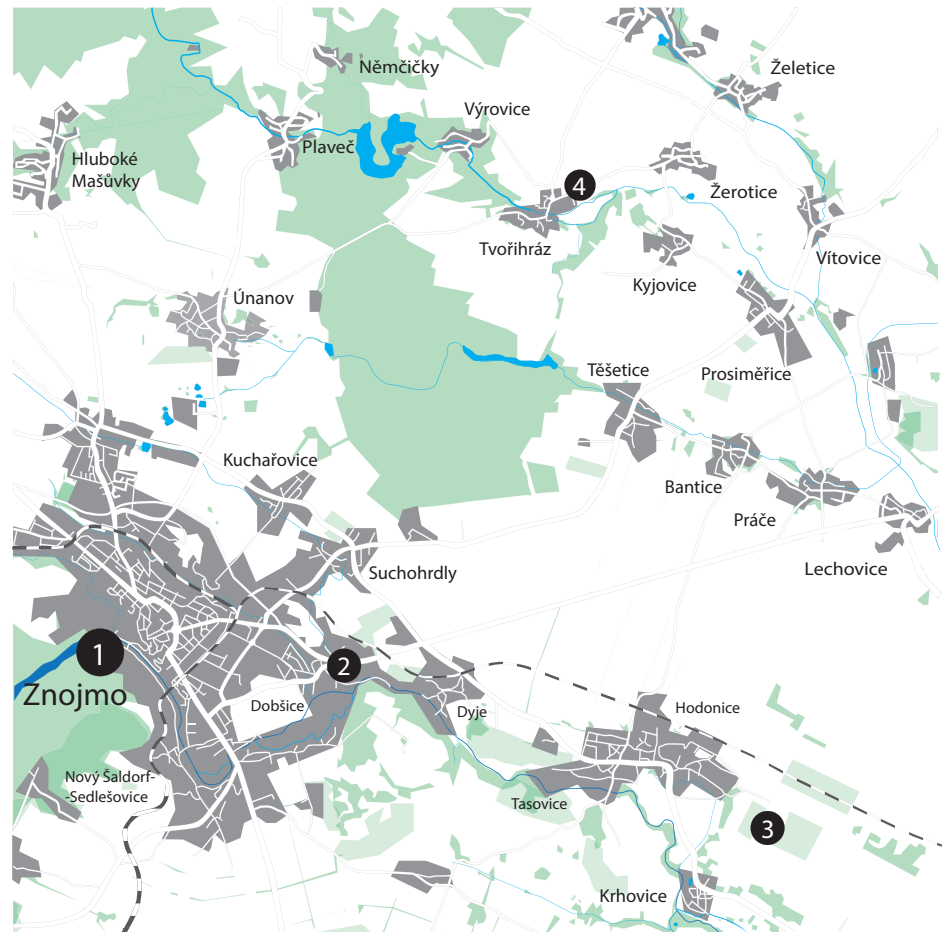 Němčičky
Želetice
Výrovice
Plaveč
Hluboké
Mašůvky
4
Žerotice
Tvořihráz
Vítovice
Kyjovice
Únanov
Těšetice
Prosiměřice
Kuchařovice
Bantice
Práče
Lechovice
Suchohrdly
1
2
Znojmo
Dobšice
Dyje
Hodonice
Nový Šaldorf-
-Sedlešovice
Tasovice
3
Krhovice